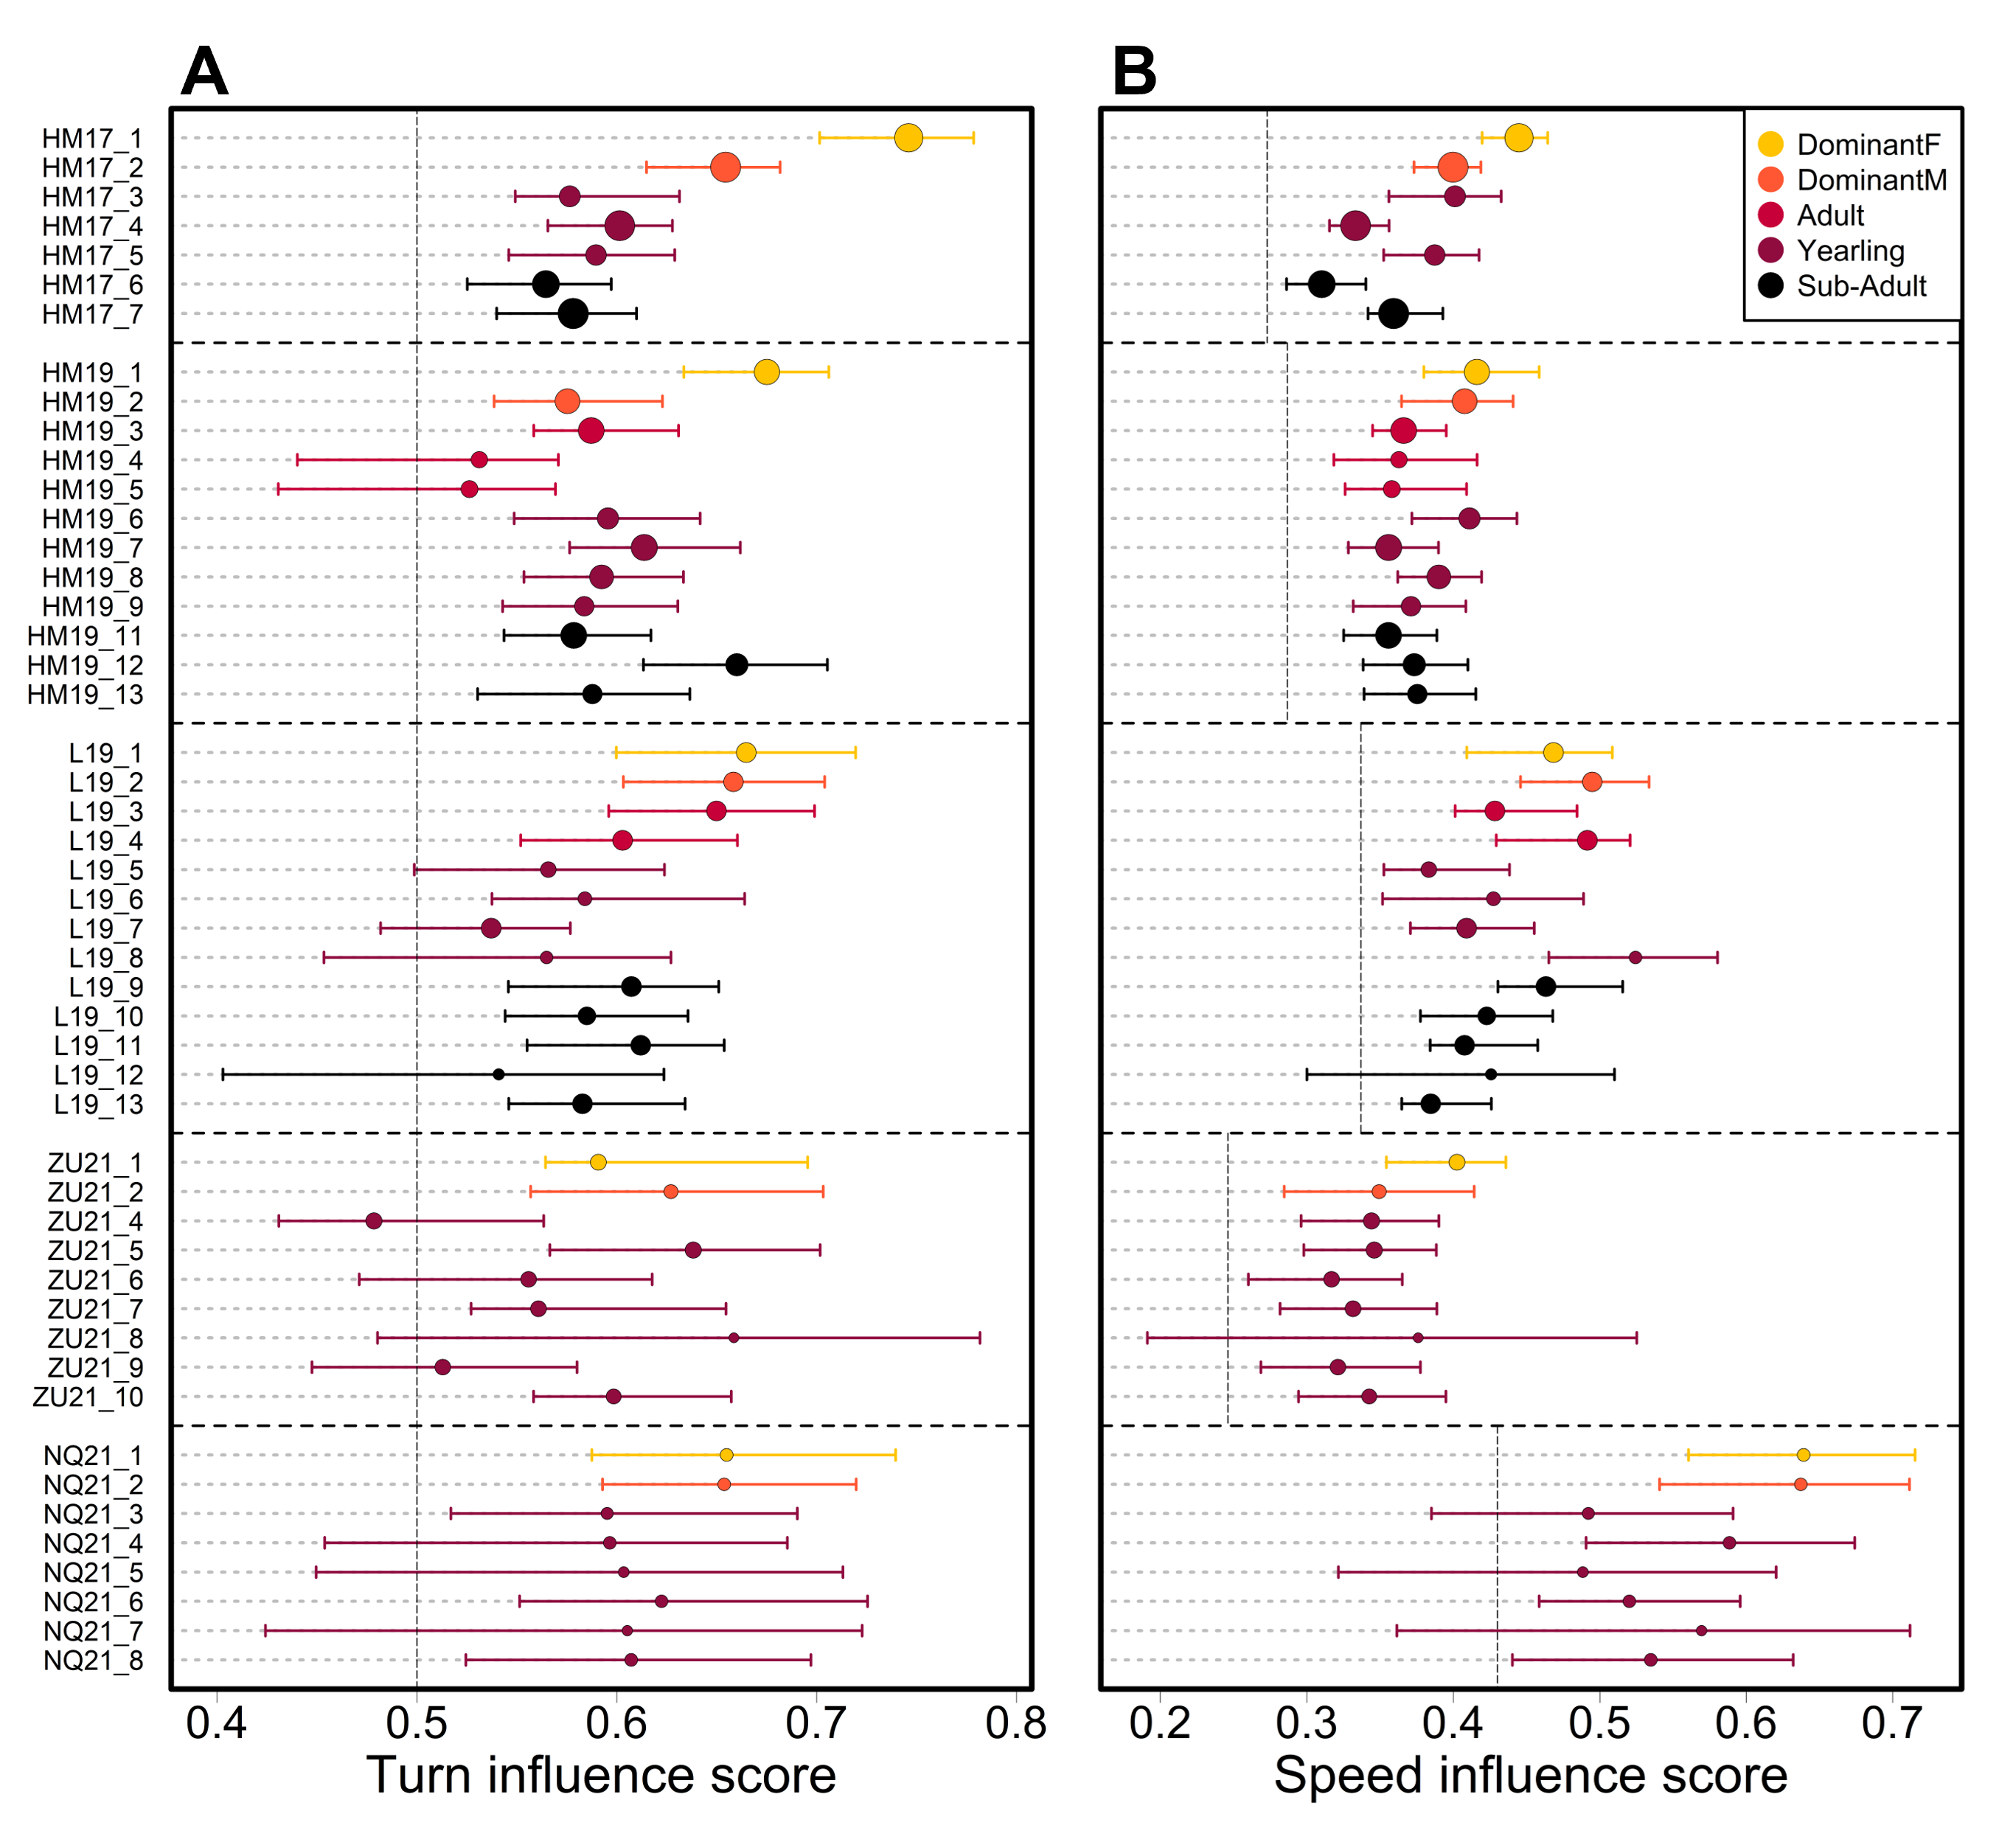 A
B
HM17_1
HM17_2
HM17_3
HM17_4
HM17_5
HM17_6
HM17_7
HM19_1
HM19_2
HM19_3
HM19_4
HM19_5
HM19_6
HM19_7
HM19_8
HM19_9
HM19_11
HM19_12
HM19_13
L19_1
L19_2
L19_3
L19_4
L19_5
L19_6
L19_7
L19_8
L19_9
L19_10
L19_11
L19_12
L19_13
ZU21_1
ZU21_2
ZU21_4
ZU21_5
ZU21_6
ZU21_7
ZU21_8
ZU21_9
ZU21_10
NQ21_1
NQ21_2
NQ21_3
NQ21_4
NQ21_5
NQ21_6
NQ21_7
NQ21_8
0.4 0.5 0.6 0.7 0.8
Turn influence score
DominantF
DominantM
Adult
Yearling
Sub-Adult
0.2 0.3 0.4 0.5 0.6 0.7
Speed influence score